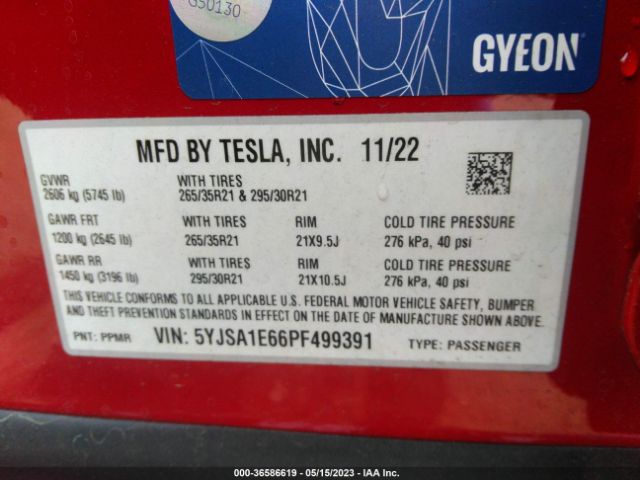 G50130
GYEON
MFD BY TESLA, INC. 11/22
GVWR WITH TIRES
2606 kg (5745 lb) 265/35R21 & 295/30R21
GAWR FRT WITH TIRES RIM COLD TIRE PRESSURE
1200 kg (2645 lb) 265/35R21 21X9.5J 276 kPa, 40 psi
GAWR RR WITH TIRES RIM COLD TIRE PRESSURE
1450 kg (3196 lb) 295/30R21 21X10.5J 276 kPa, 40 psi
THIS VEHICLE CONFORMS TO ALL APPLICABLE U.S. FEDERAL MOTOR VEHICLE SAFETY, BUMPER
AND THEFT PREVENTION STANDARDS IN EFFECT ON THE DATE OF MANUFACTURE SHOWN ABOVE.
PNT: PPMR VIN: 5YJSA1E66PF499391 TYPE: PASSENGER
000-36586619 - 05/15/2023 - IAA Inc.